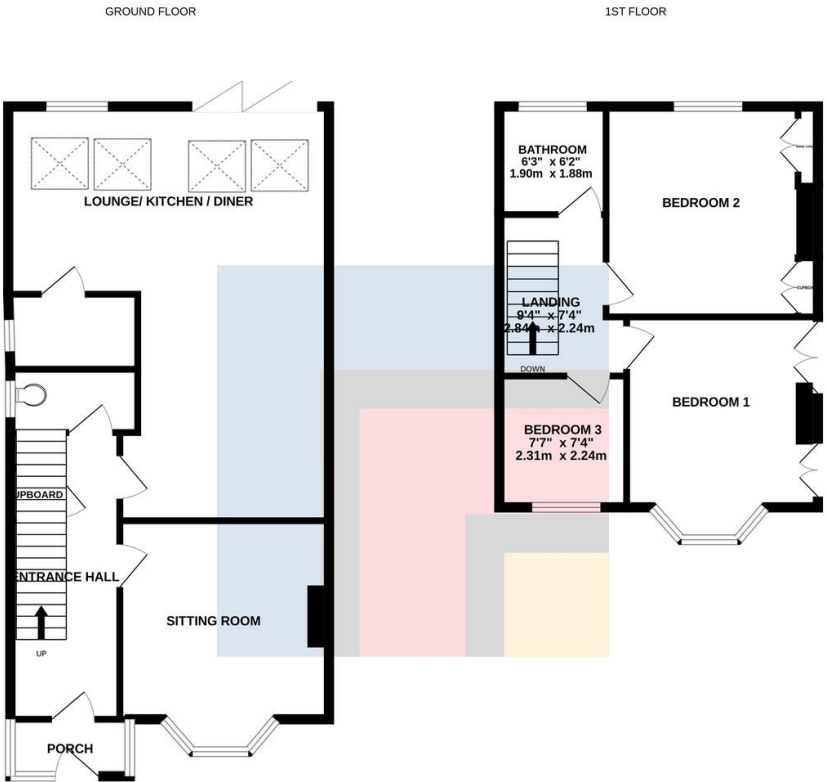 GROUND FLOOR
1ST FLOOR
LOUNGE/ KITCHEN / DINER
UPBOARD
ENTRANCE HALL
UP
SITTING ROOM
PORCH
BATHROOM
6'3" x 6'2"
1.90m x 1.88m
BEDROOM 2
CUPBOA
LANDING
9'4" x 7'4"
2.84m x 2.24m
DOWN
BEDROOM 1
BEDROOM 3
7'7" x 7'4"
2.31m x 2.24m